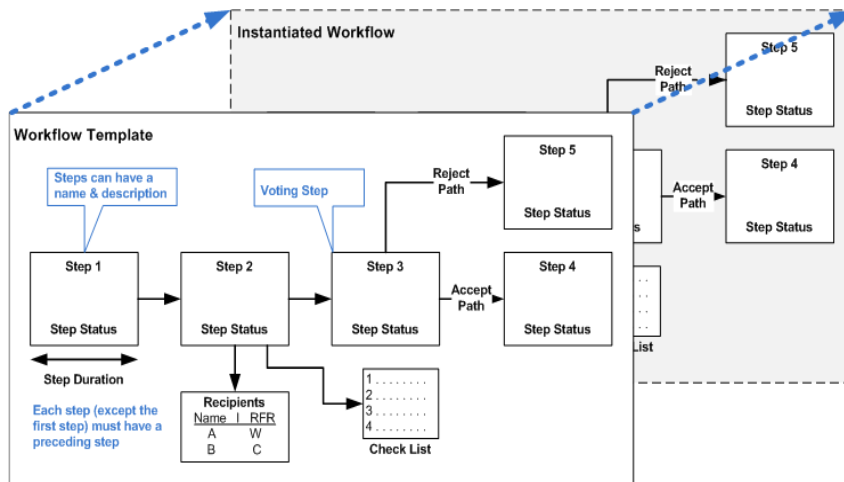 Instantiated Workflow
Step 5
Reject
Path
Step Status
Step 4
Accept
Path
Step Status
s
. .
. .
. .
. .
List
Workflow Template
Steps can have a
name & description
Voting Step
Step 5
Reject
Path
Step Status
Step 1
Step Status
Step 2
Step Status
Step 3
Step Status
Accept
Path
Step 4
Step Status
Step Duration
Each step (except the
first step) must have a
preceding step
Recipients
Name I RFR
A W
B C
1 . . . . . . . .
2 . . . . . . . .
3 . . . . . . . .
4 . . . . . . . .
Check List